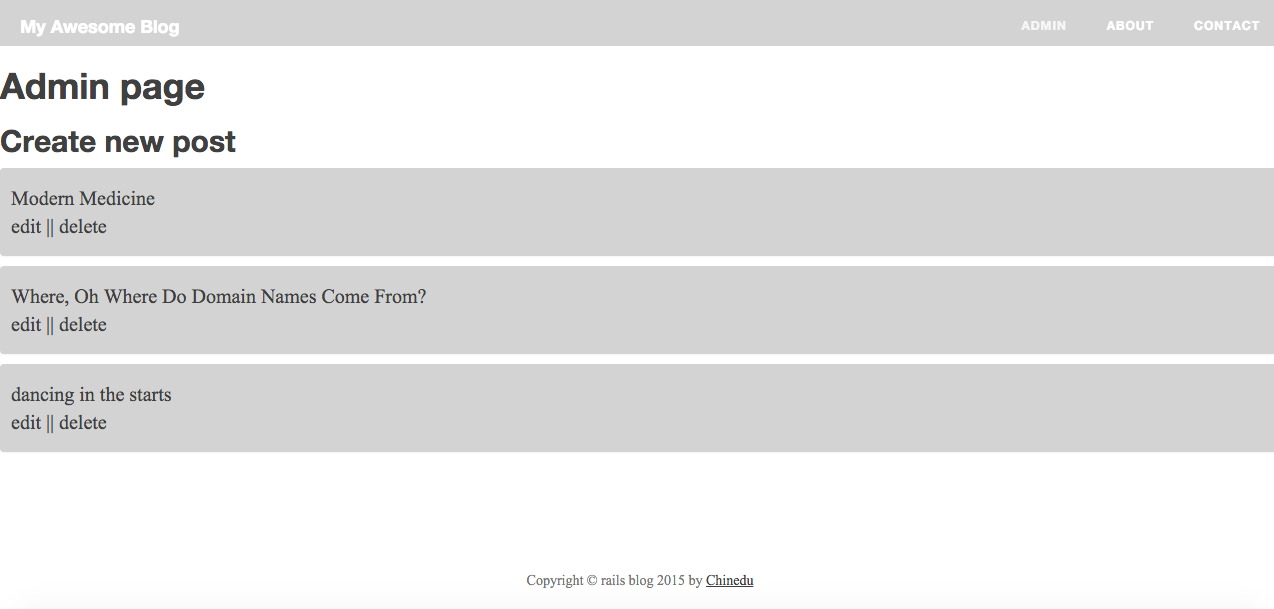 My Awesome Blog
ADMIN ABOUT CONTACT
Admin page
Create new post
Modern Medicine
edit || delete
Where, Oh Where Do Domain Names Come From?
edit || delete
dancing in the starts
edit || delete
Copyright © rails blog 2015 by Chinedu